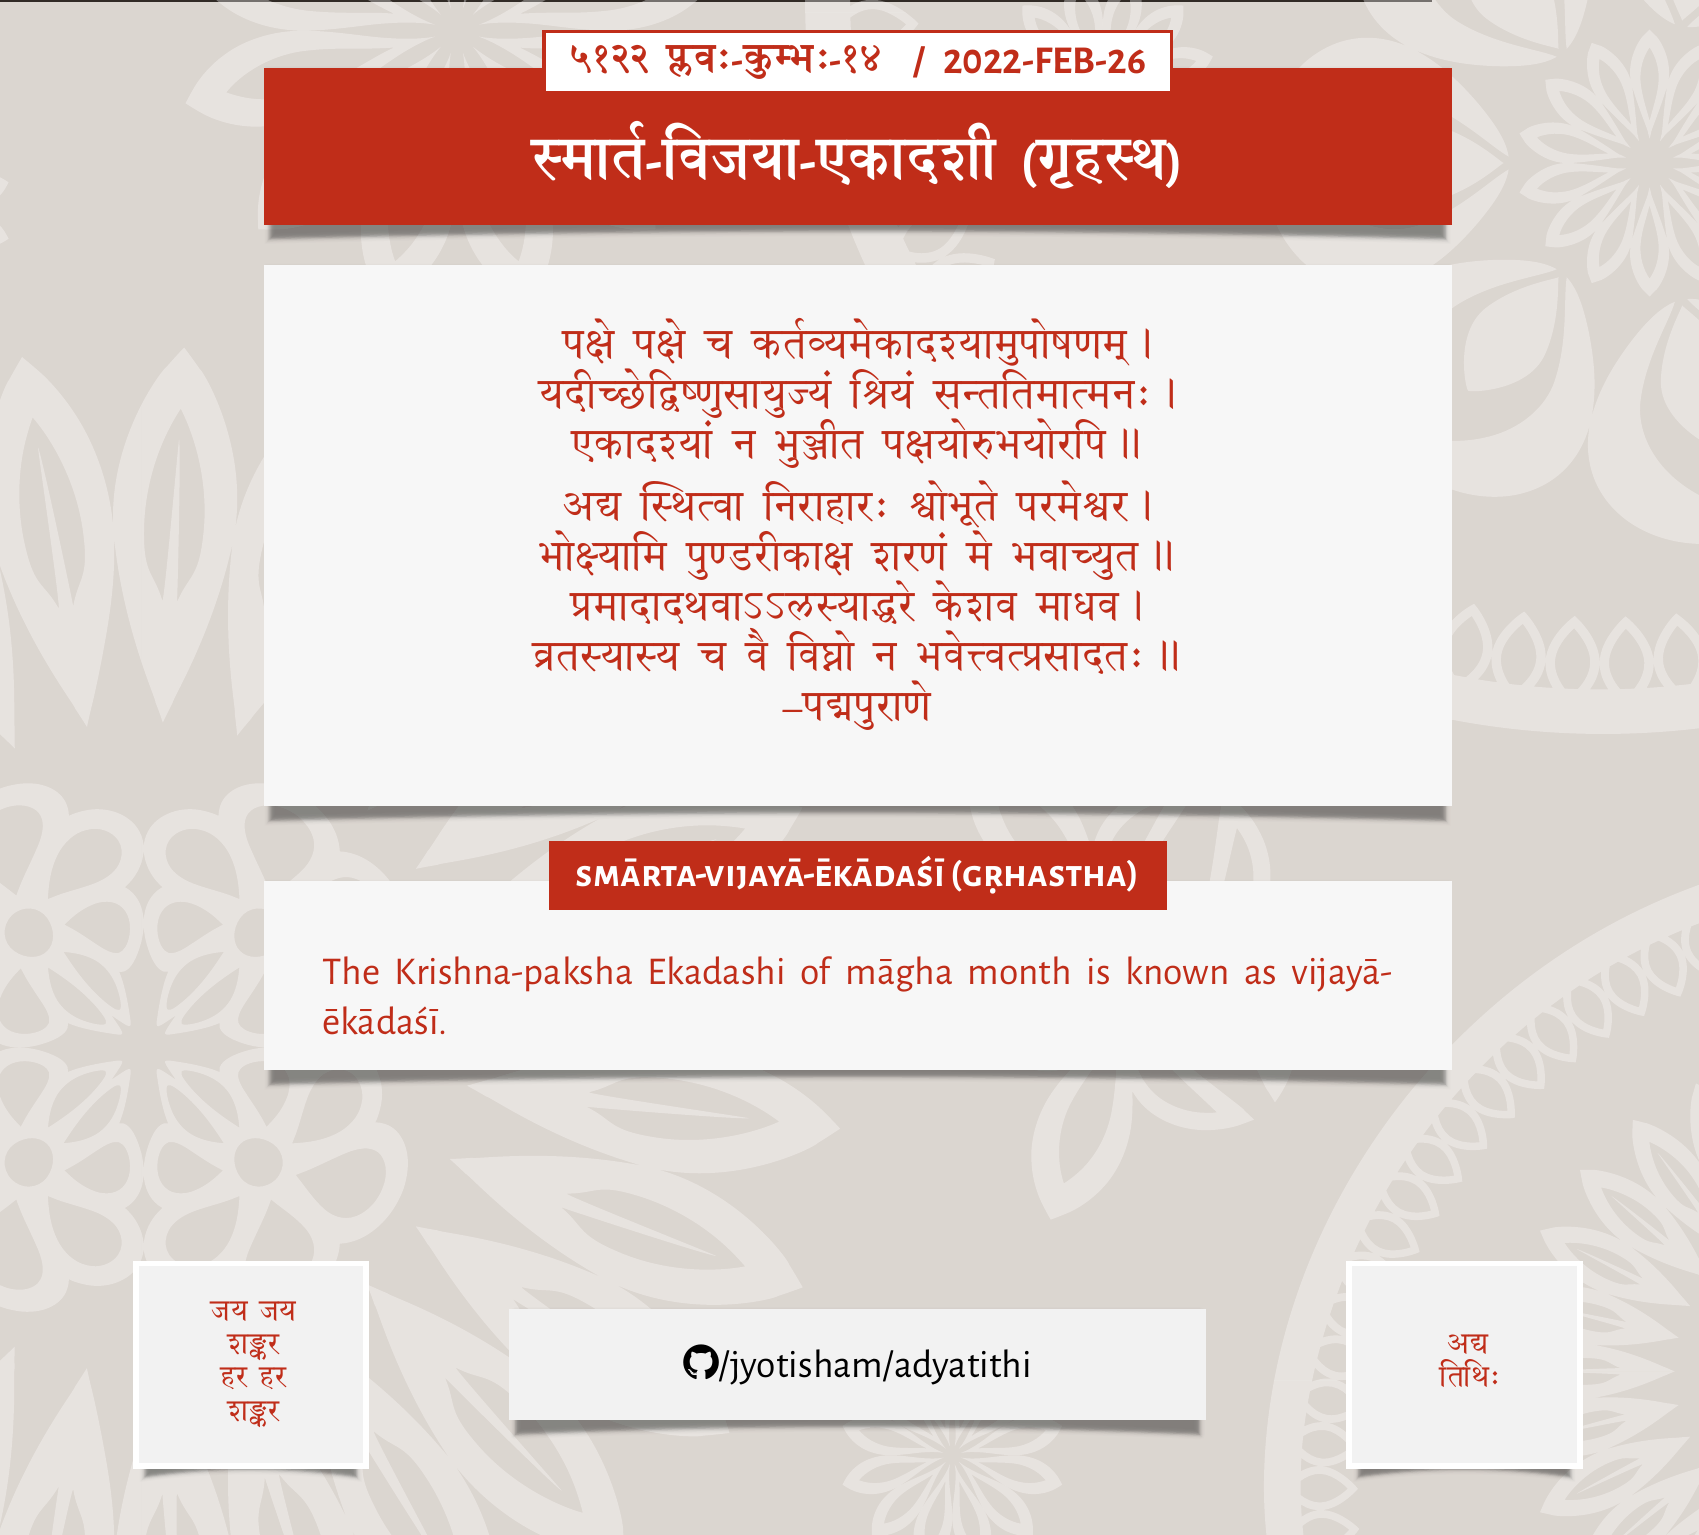 ५१२२ प्लवः-कुम्भः-१४ / 2022-FEB-26
स्मार्त-विजया-एकादशी (गृहस्थ)
पक्षे पक्षे च कर्तव्यमेकादश्यामुपोषणम्।
यदीच्छेद्विष्णुसायुज्यं श्रियं सन्ततिमात्मनः।
एकादश्यां न भुञ्जीत पक्षयोरुभयोरपि॥
अद्य स्थित्वा निराहारः श्वोभूते परमेश्वर।
भोक्ष्यामि पुण्डरीकाक्ष शरणं मे भवाच्युत॥
प्रमादादथवाऽऽलस्याद्धरे केशव माधव।
व्रतस्यास्य च वै विघ्नो न भवेत्त्वत्प्रसादतः॥
–पद्मपुराणे
SMĀRTA-VIJAYĀ-ĒKĀDAŚĪ (GṚHASTHA)
The Krishna-paksha Ekadashi of māgha month is known as vijayā-
ēkādaśī.
जय जय
शङ्कर
हर हर
शङ्कर
/jyotisham/adyatithi
अद्य
तिथिः